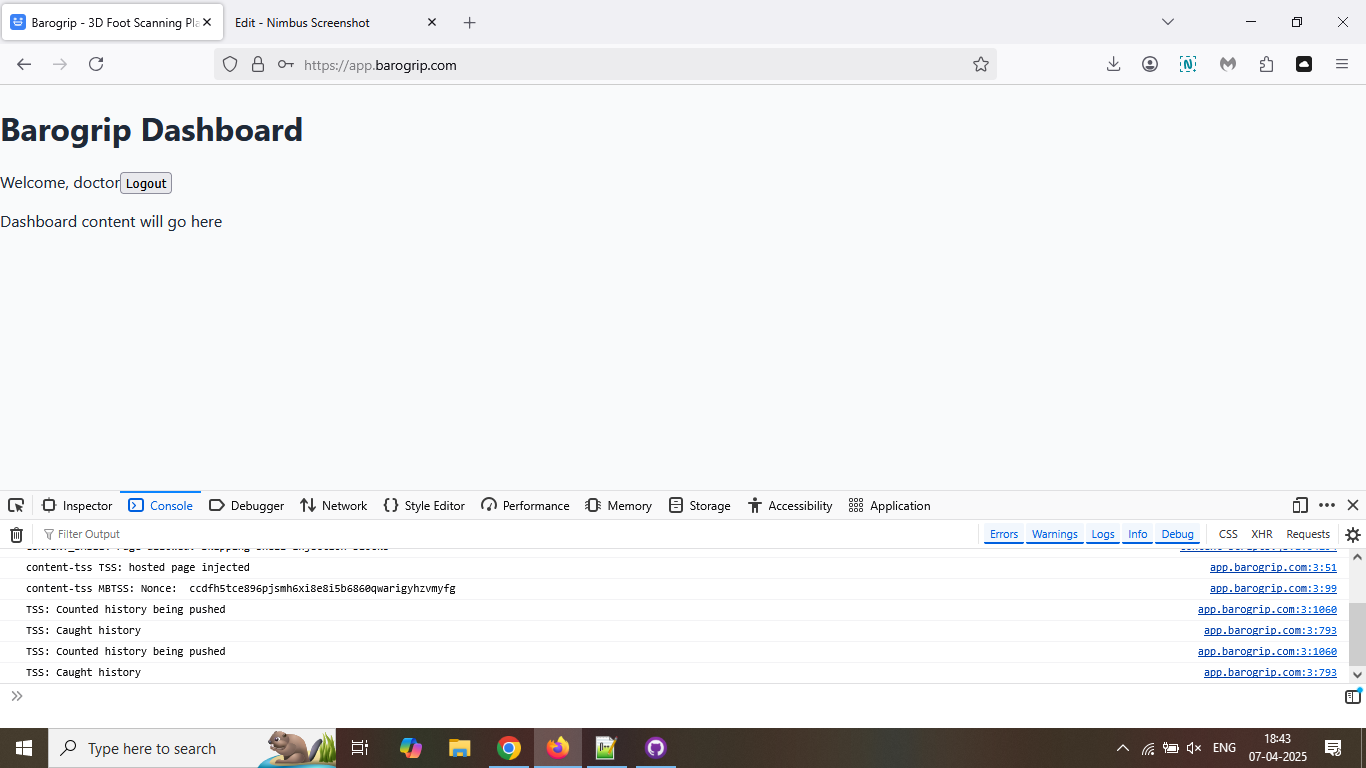 Barogrip - 3D Foot Scanning Pla
Edit - Nimbus Screenshot
https://app.barogrip.com
Barogrip Dashboard
Welcome, doctor Logout
Dashboard content will go here
Inspector Console Debugger Network Style Editor Performance Memory Storage Accessibility Application
Filter Output Errors Warnings Logs Info Debug CSS XHR Requests
content-tss TSS: hosted page injected app.barogrip.com:3:51
content-tss MBTSS: Nonce: ccdfh5tce896pjsmh6xi8e8i5b6860qwarigyhzvmyfg app.barogrip.com:3:99
TSS: Counted history being pushed app.barogrip.com:3:1060
TSS: Caught history app.barogrip.com:3:793
TSS: Counted history being pushed app.barogrip.com:3:1060
TSS: Caught history app.barogrip.com:3:793
Type here to search
ENG
18:43
07-04-2025